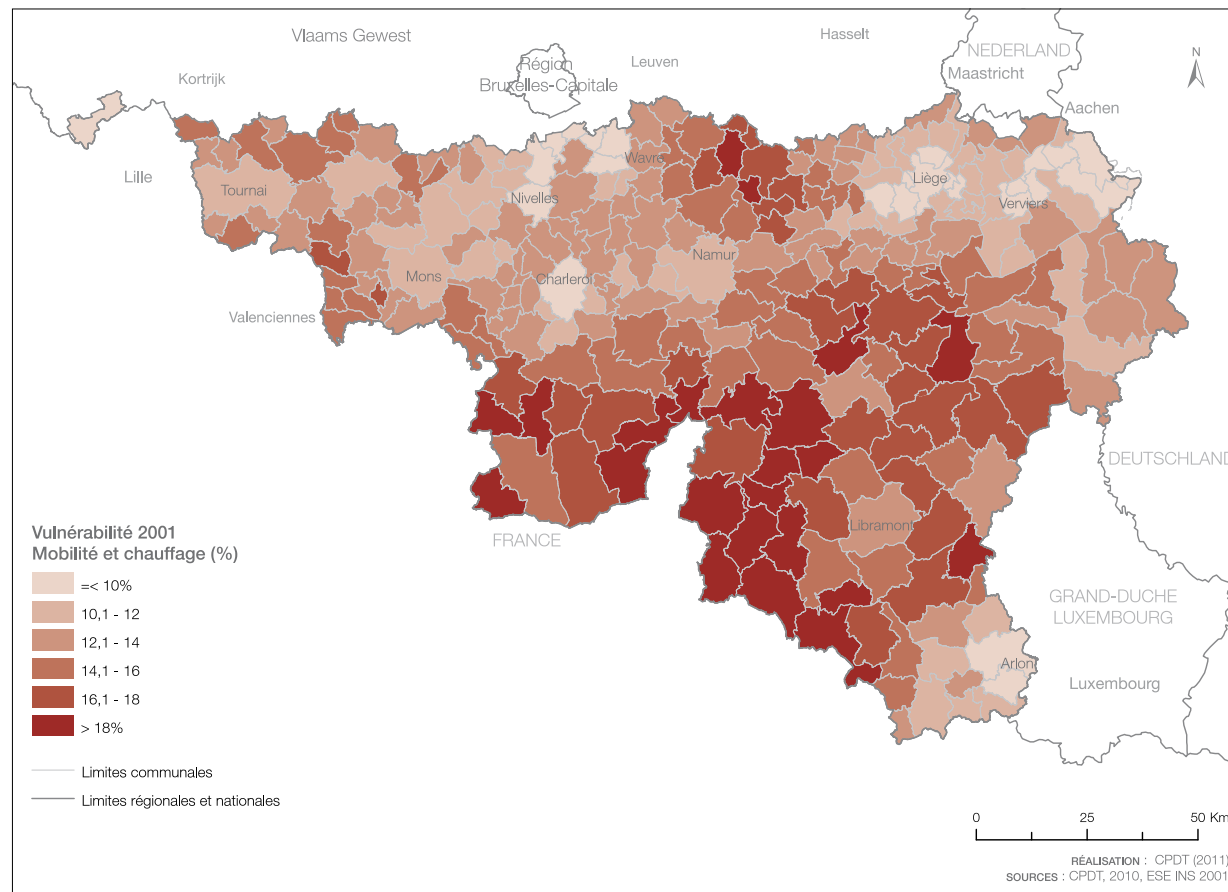 Hasselt
Vlaams Gewest
NEDERLAND
Région
Bruxelles-Capitale
Leuven
Maastricht
N
Kortrijk
Aachen
Lille
Wavre
Tournai
Liège
Nivelles
Verviers
Namur
Mons
Charleroi
Valenciennes
DEUTSCHLAND
Libramont
FRANCE
Vulnérabilité 2001
Mobilité et chauffage (%)
=< 10%
10,1 - 12
12,1 - 14
14,1 - 16
16,1 - 18
> 18%
GRAND-DUCHE
LUXEMBOURG
Arlon
Luxembourg
Limites communales
Limites régionales et nationales
0 25 50 Km
RÉALISATION : CPDT (2011)
SOURCES : CPDT, 2010, ESE INS 2001